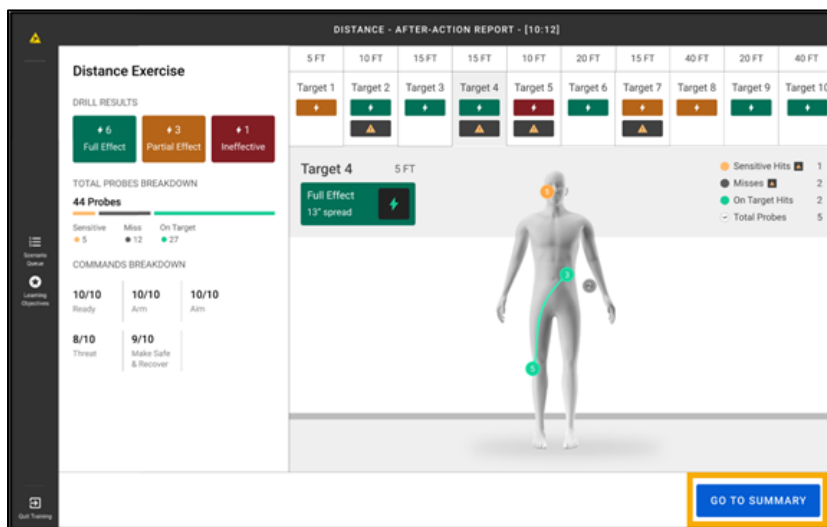 DISTANCE - AFTER-ACTION REPORT - [10:12]
Distance Exercise
DRILL RESULTS
6
Full Effect
3
Partial Effect
1
Ineffective
TOTAL PROBES BREAKDOWN
44 Probes
Sensitive Miss On Target
5 12 27
COMMANDS BREAKDOWN
10/10 10/10 10/10
Ready Arm Aim
8/10 9/10
Threat Make Safe
& Recover
5 FT 10 FT 15 FT 15 FT 10 FT 20 FT 15 FT 40 FT 20 FT 40 FT
Target 1 Target 2 Target 3 Target 4 Target 5 Target 6 Target 7 Target 8 Target 9 Target 10
Target 4 5 FT
Full Effect
13" spread
Sensitive Hits 1
Misses 2
On Target Hits 2
Total Probes 5
3
5
Scenario
Queue
Learning
Objectives
Quit Training
GO TO SUMMARY